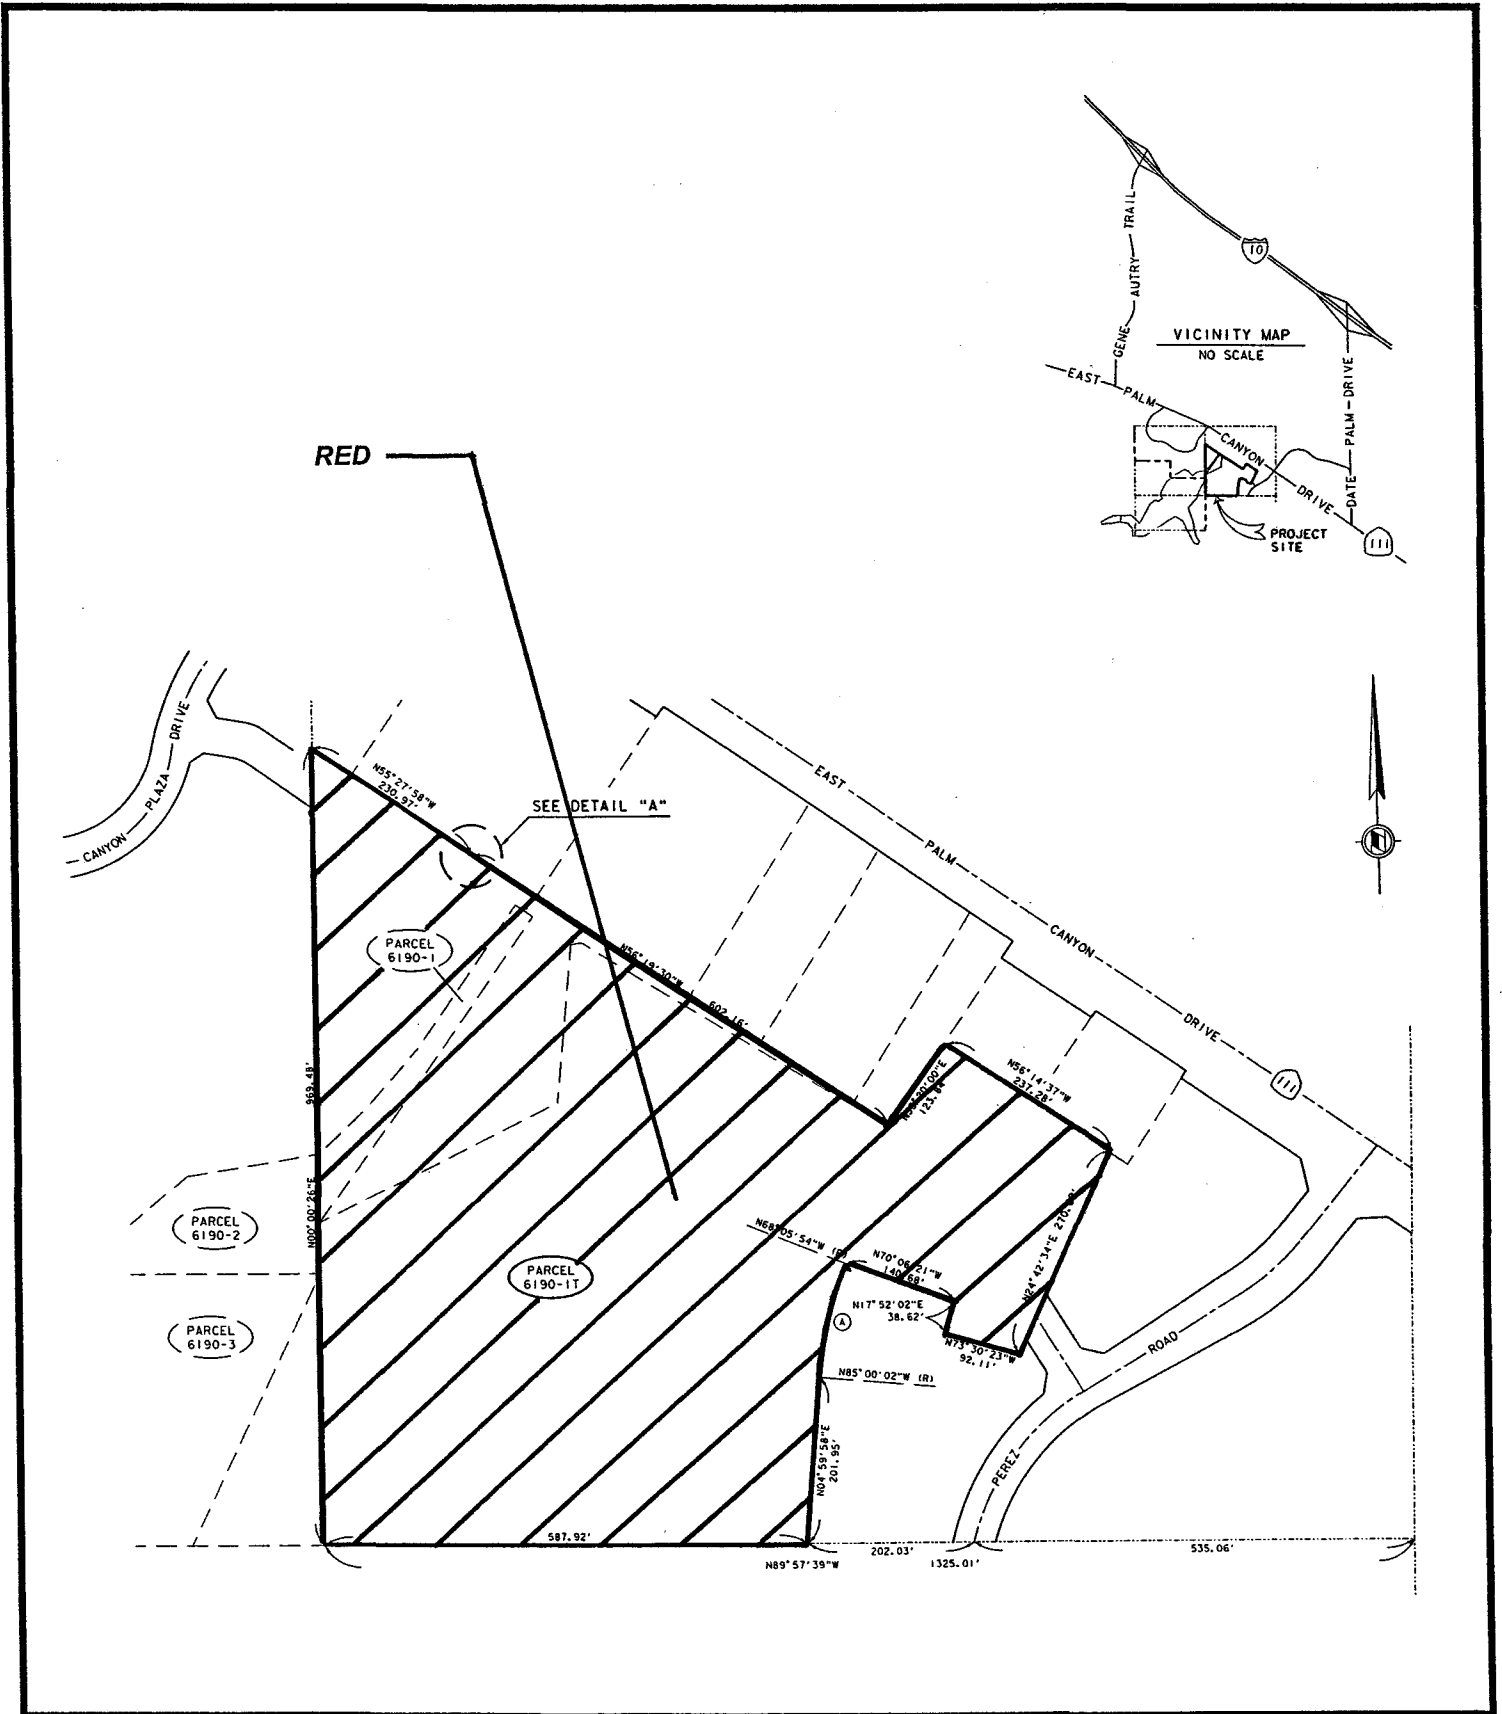 10
GENE AUTRY TRAIL
VICINITY MAP
NO SCALE
EAST PALM CANYON DRIVE
DATE PALM DRIVE
PROJECT
SITE
111
RED
CANYON PLAZA DRIVE
N55°27'58"W
230.97'
SEE DETAIL "A"
EAST PALM CANYON DRIVE
111
PARCEL
6190-1
N56°19'30"W 602.16'
969.48'
N00°00'26"E
123.64'
N56°14'37"W
237.28'
PARCEL
6190-2
N68°05'54"W (R)
N24°42'34"E
PARCEL
6190-1T
N70°06'21"W
140.68'
N17°52'02"E
38.62'
A
PARCEL
6190-3
N73°30'23"W
92.11'
N85°00'02"W (R)
PEREZ ROAD
N04°59'58"E
201.95'
587.92'
N89°57'39"W
202.03'
1325.01'
535.06'